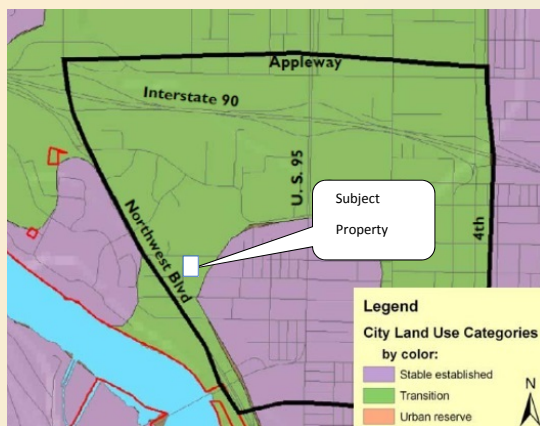 Appleway
Interstate 90
U. S. 95
Subject
Property
Northwest Blvd
4th
Legend
City Land Use Categories
by color:
Stable established
Transition
Urban reserve
N